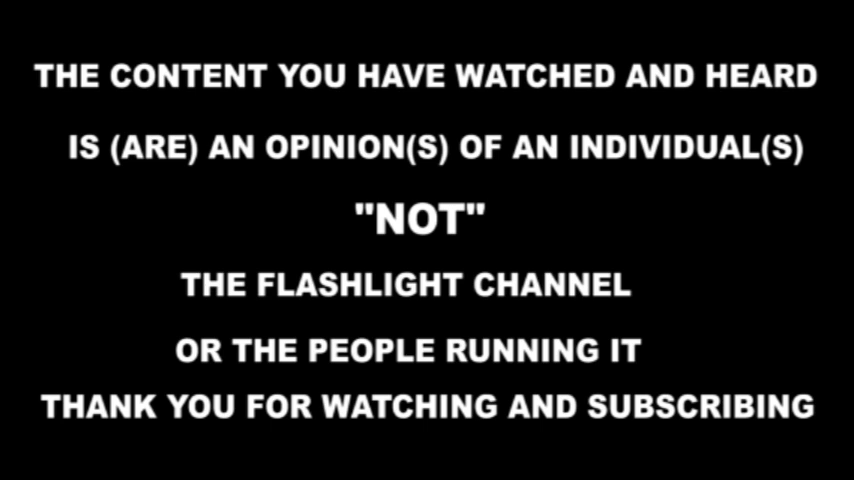 THE CONTENT YOU HAVE WATCHED AND HEARD
IS (ARE) AN OPINION(S) OF AN INDIVIDUAL(S)
"NOT"
THE FLASHLIGHT CHANNEL
OR THE PEOPLE RUNNING IT
THANK YOU FOR WATCHING AND SUBSCRIBING